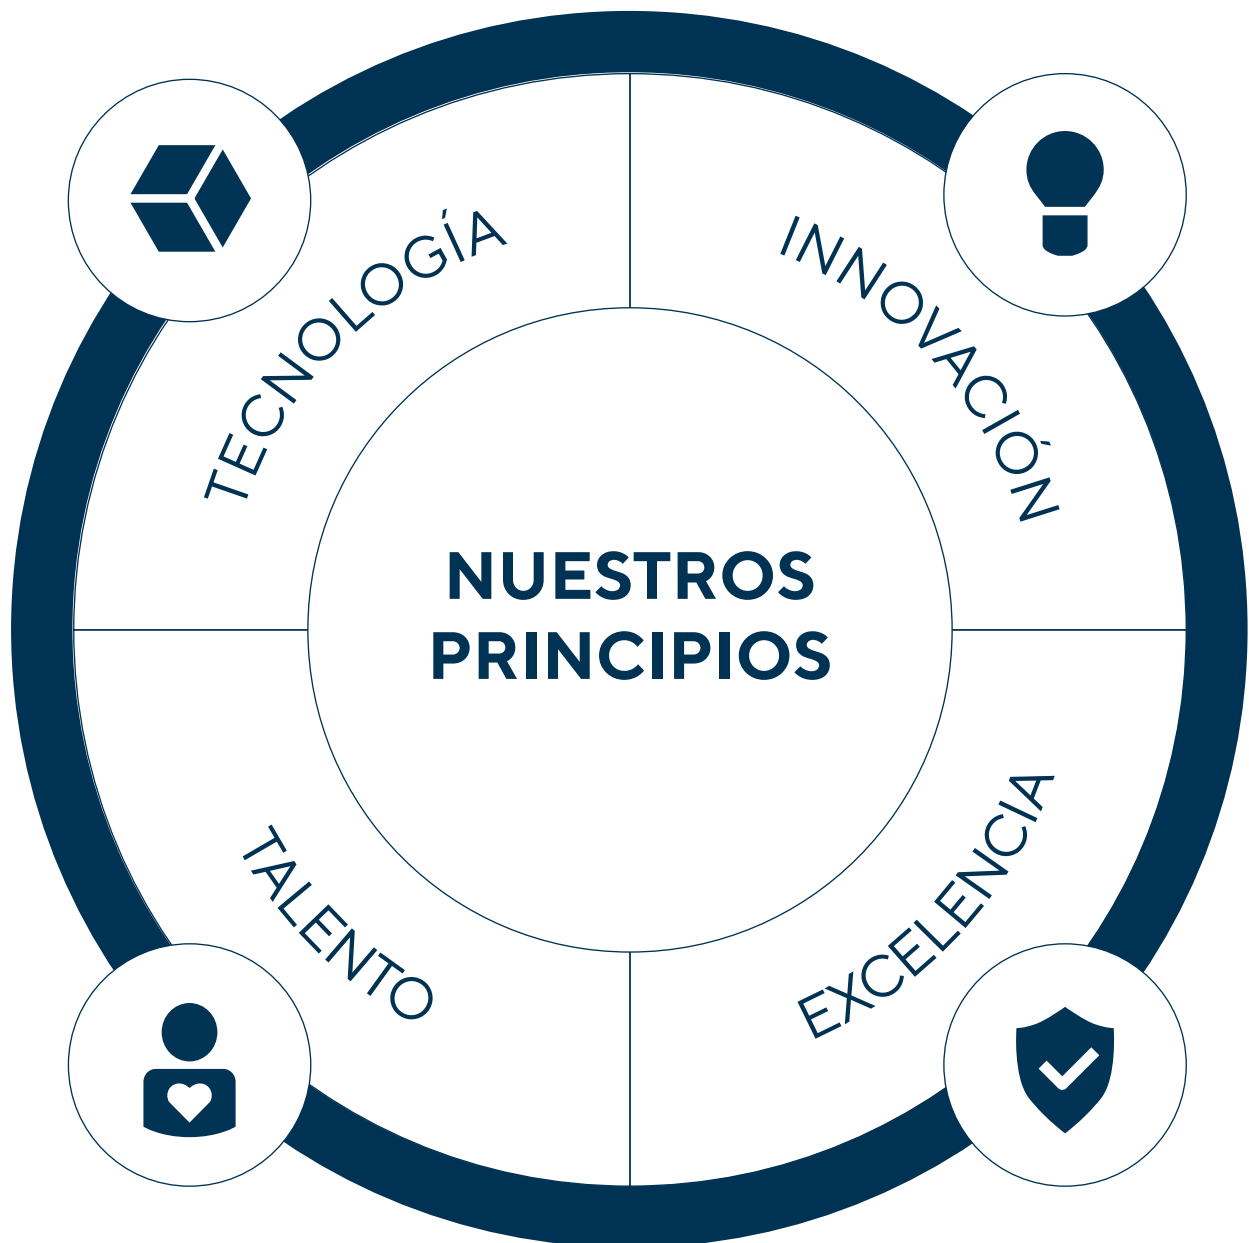 TECNOLOGÍA
INNOVACIÓN
NUESTROS
PRINCIPIOS
TALENTO
EXCELENCIA